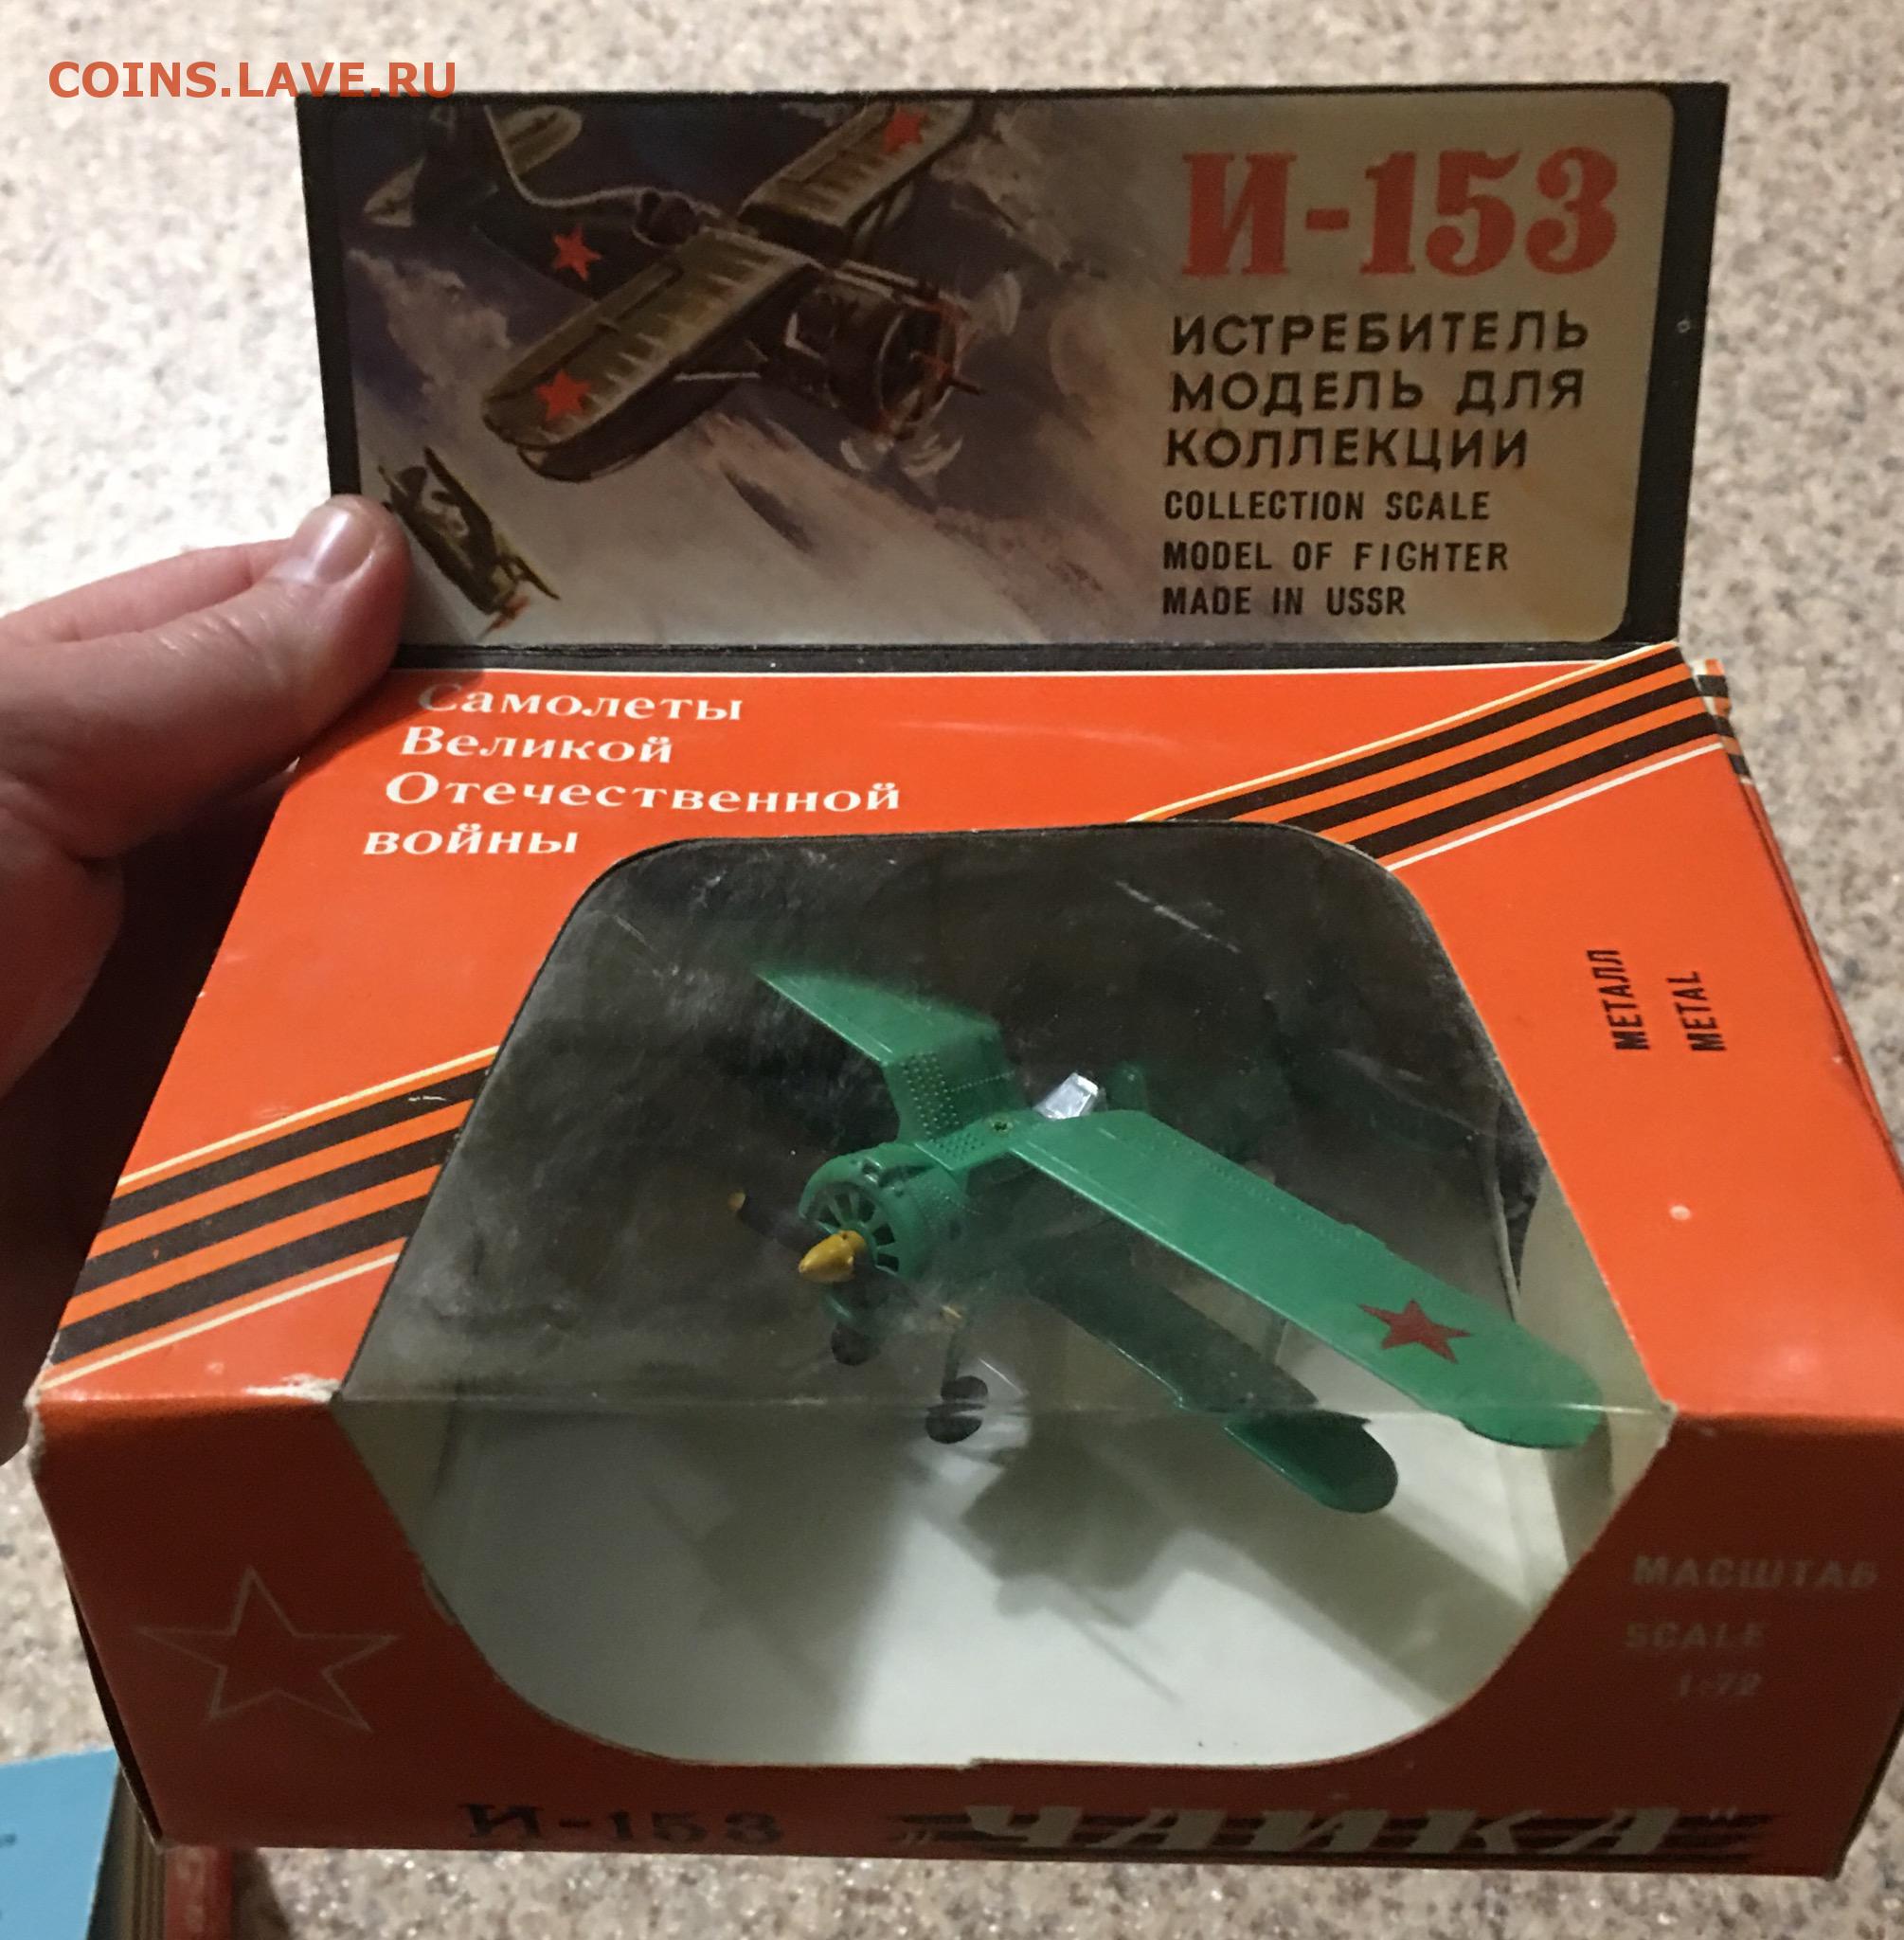 COINS.LAVE.RU
И-153
ИСТРЕБИТЕЛЬ
МОДЕЛЬ ДЛЯ
КОЛЛЕКЦИИ
COLLECTION SCALE
MODEL OF FIGHTER
MADE IN USSR
Самолеты
Великой
Отечественной
войны
МЕТАЛЛ
METAL
МАСШТАБ
SCALE
1:72
И-153 „ЧАЙКА“